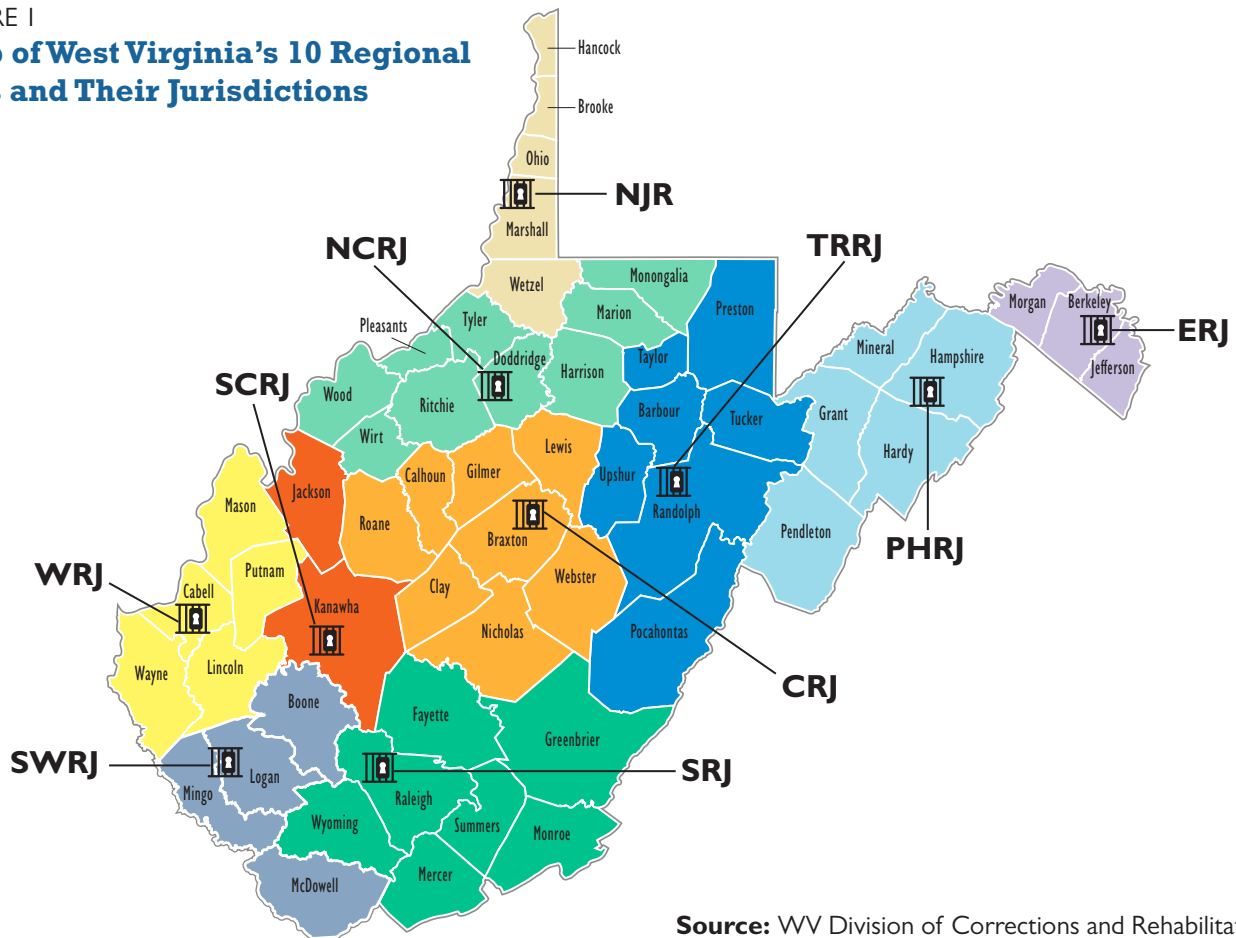 RE I
of West Virginia's 10 Regional
and Their Jurisdictions
Hancock
Brooke
Ohio
NJR
Marshall
NCRJ
TRRJ
Wetzel
Monongalia
Preston
Morgan
Berkeley
Tyler
Marion
Pleasants
ERJ
Mineral
Hampshire
Doddridge
Taylor
Jefferson
Harrison
SCRJ
Wood
Ritchie
Barbour
Tucker
Grant
Wirt
Lewis
Hardy
Calhoun
Gilmer
Upshur
Jackson
Mason
Randolph
Roane
Pendleton
Braxton
PHRJ
WRJ
Putnam
Webster
Cabell
Clay
Kanawha
Nicholas
Pocahontas
Lincoln
Wayne
CRJ
Boone
Fayette
Greenbrier
SWRJ
SRJ
Logan
Mingo
Raleigh
Wyoming
Summers
Monroe
Mercer
McDowell
Source: WV Division of Corrections and Rehabilitat